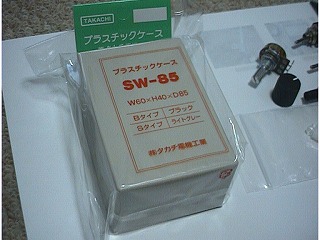 TAKACHI
プラスチックケース
プラスチックケース
SW-85
W60×H40×D85
Bタイプ ブラック
Bタイプ ライトグレー
㈱タカチ電機工業